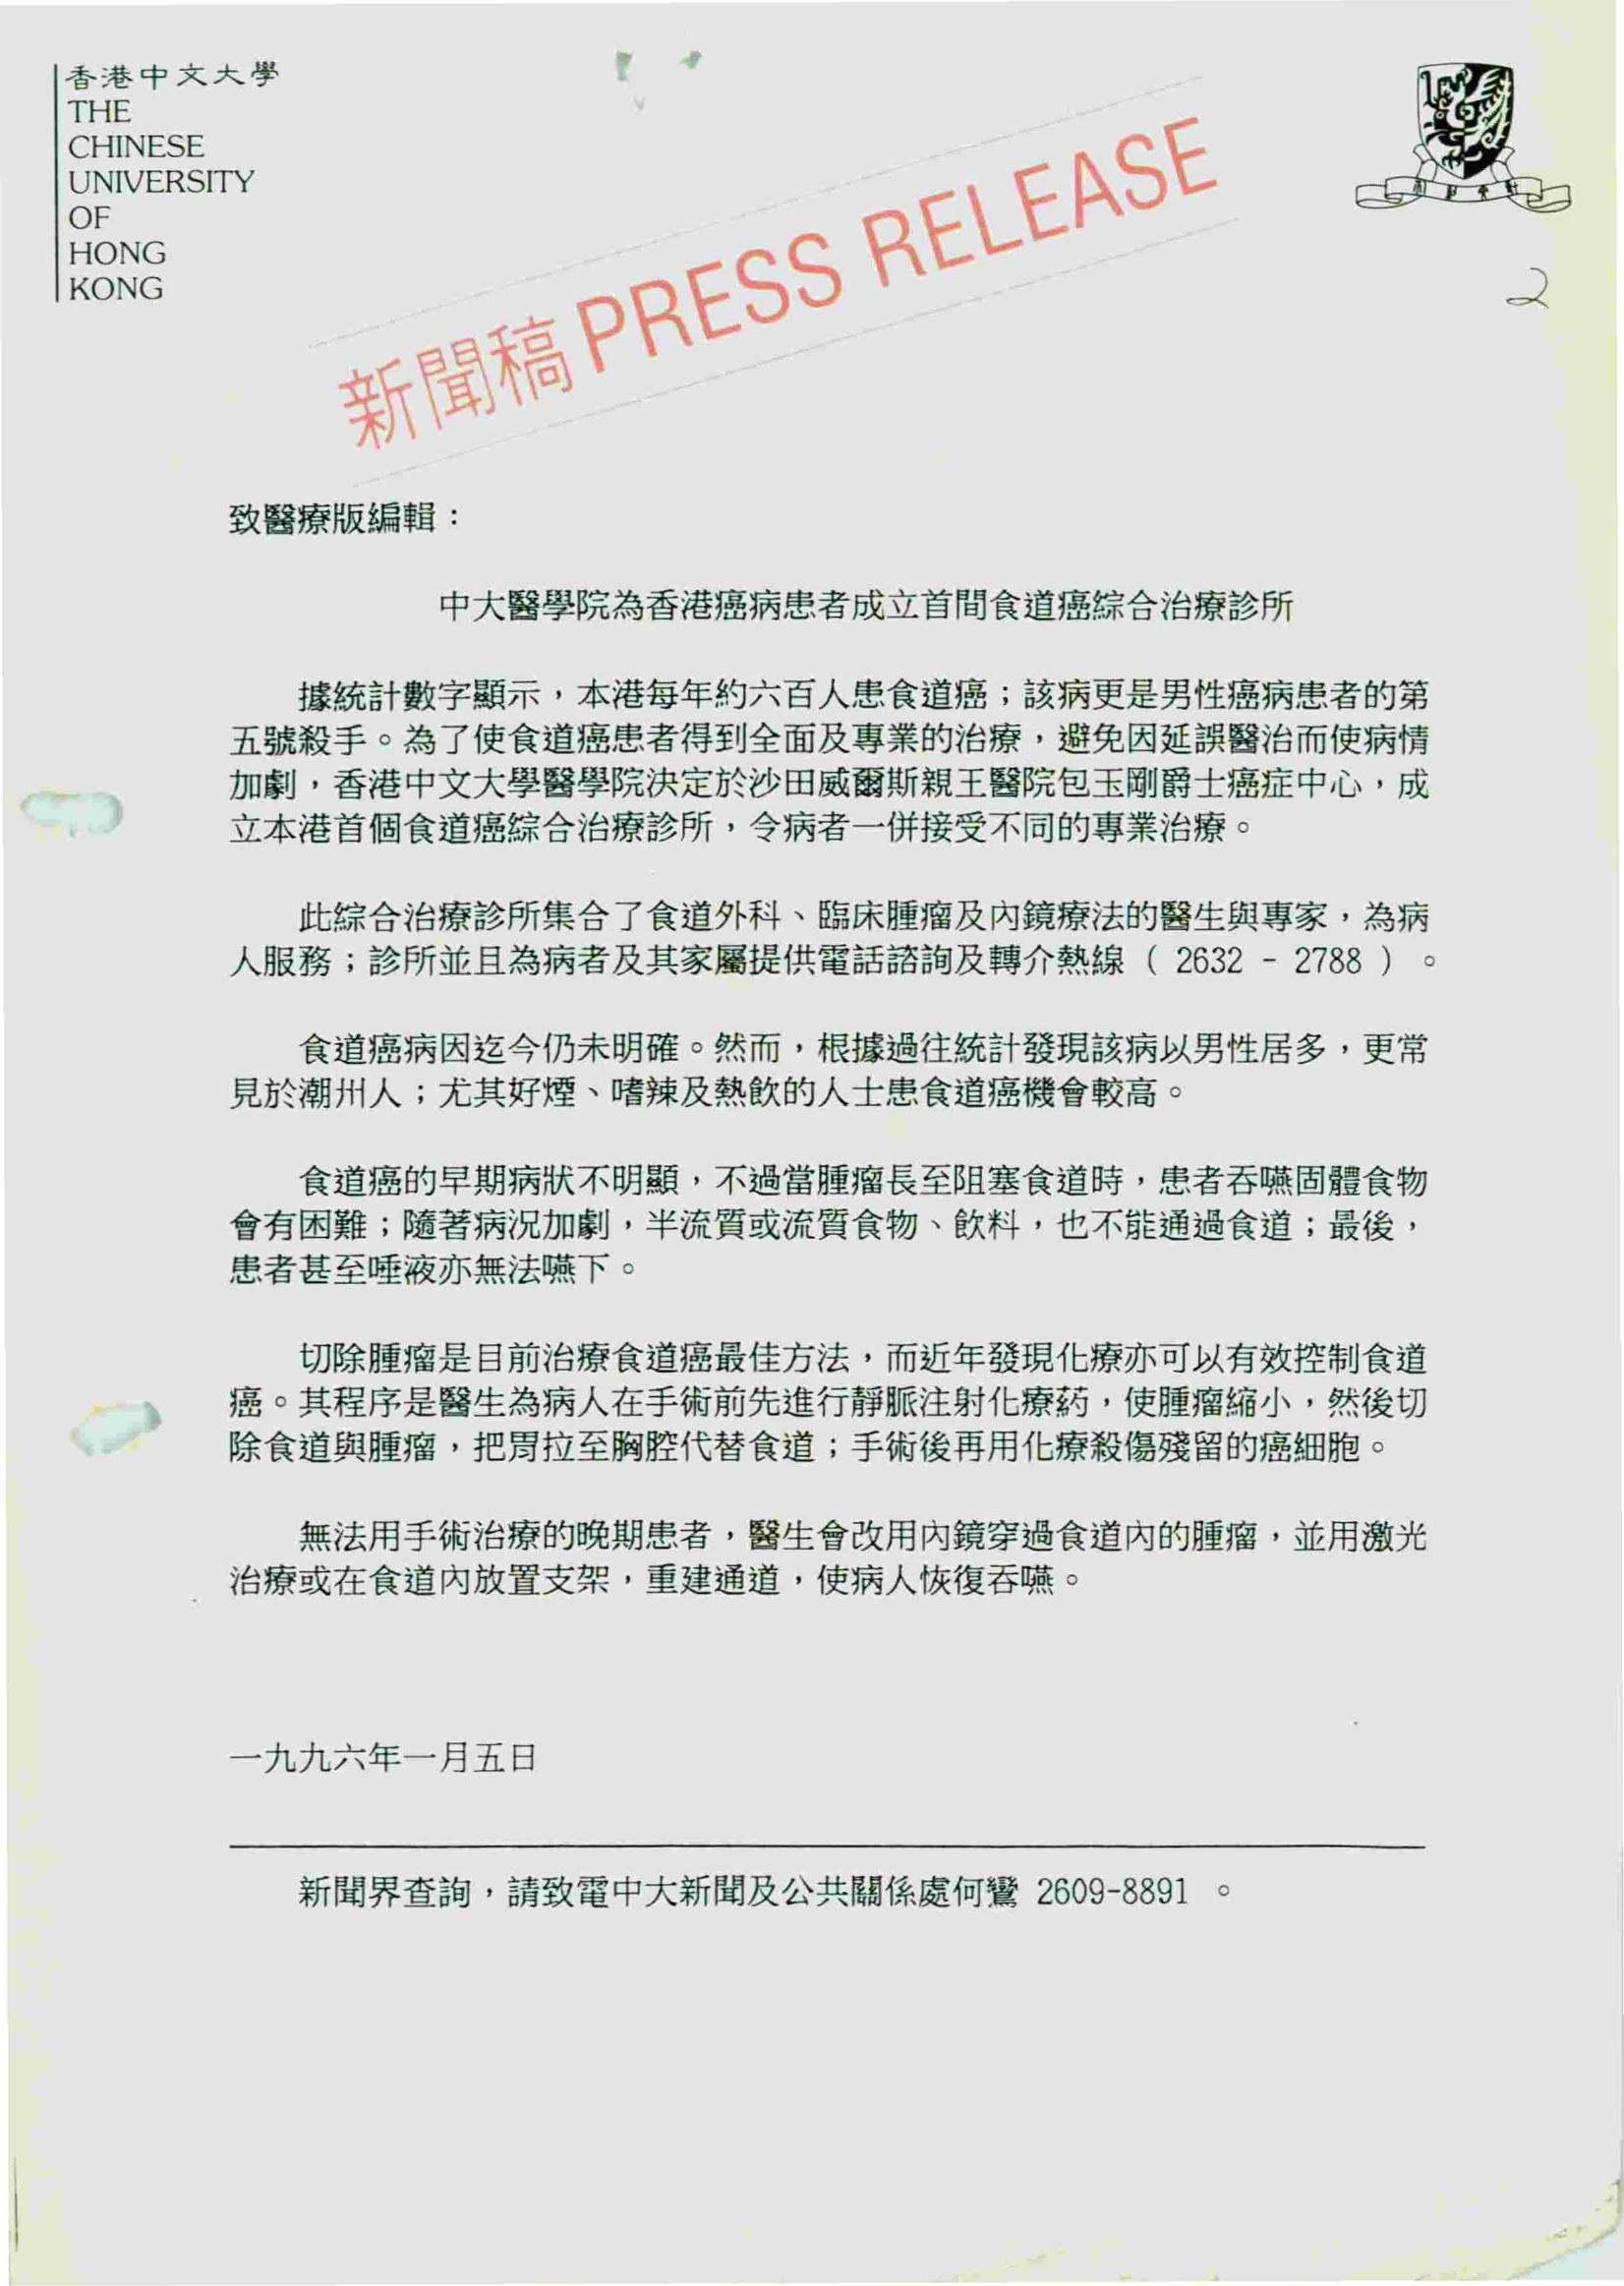 香港中文大學
THE
CHINESE
UNIVERSITY
OF
HONG
KONG
新聞稿 PRESS RELEASE
2
致醫療版編輯：
中大醫學院為香港癌病患者成立首間食道癌綜合治療診所
據統計數字顯示，本港每年約六百人患食道癌；該病更是男性癌病患者的第
五號殺手。為了使食道癌患者得到全面及專業的治療，避免因延誤醫治而使病情
加劇，香港中文大學醫學院決定於沙田威爾斯親王醫院包玉剛爵士癌症中心，成
立本港首個食道癌綜合治療診所，令病者一併接受不同的專業治療。
此綜合治療診所集合了食道外科、臨床腫瘤及內鏡療法的醫生與專家，為病
人服務；診所並且為病者及其家屬提供電話諮詢及轉介熱線（ 2632 - 2788 ）。
食道癌病因迄今仍未明確。然而，根據過往統計發現該病以男性居多，更常
見於潮州人；尤其好煙、嗜辣及熱飲的人士患食道癌機會較高。
食道癌的早期病狀不明顯，不過當腫瘤長至阻塞食道時，患者吞嚥固體食物
會有困難；隨著病況加劇，半流質或流質食物、飲料，也不能通過食道；最後，
患者甚至唾液亦無法嚥下。
切除腫瘤是目前治療食道癌最佳方法，而近年發現化療亦可以有效控制食道
癌。其程序是醫生為病人在手術前先進行靜脈注射化療葯，使腫瘤縮小，然後切
除食道與腫瘤，把胃拉至胸腔代替食道；手術後再用化療殺傷殘留的癌細胞。
無法用手術治療的晚期患者，醫生會改用內鏡穿過食道內的腫瘤，並用激光
治療或在食道內放置支架，重建通道，使病人恢復吞嚥。
一九九六年一月五日
新聞界查詢，請致電中大新聞及公共關係處何鸞 2609-8891 。